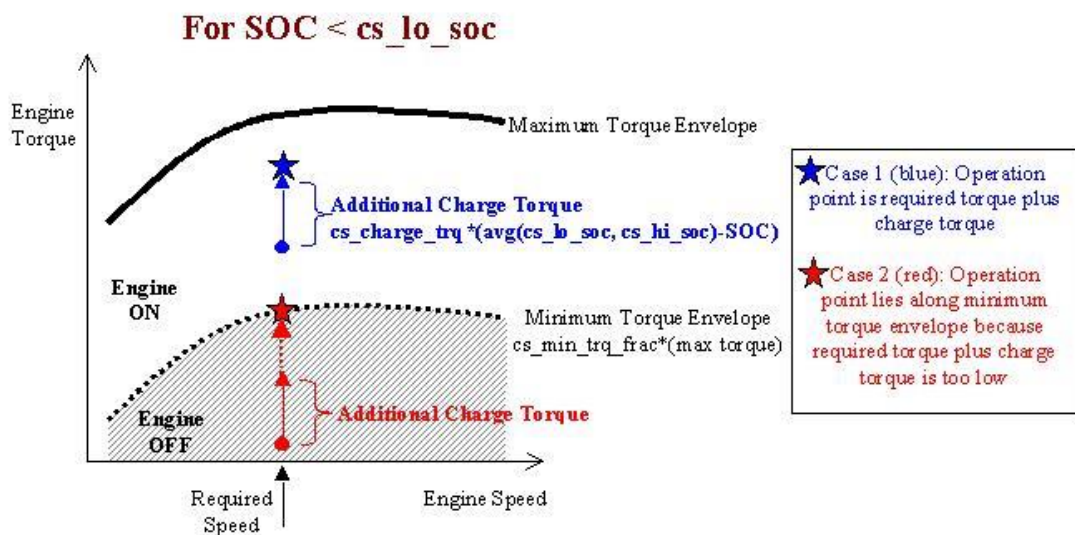 For SOC < cs_lo_soc
Engine
Torque
Maximum Torque Envelope
Additional Charge Torque
cs_charge_trq *(avg(cs_lo_soc, cs_hi_soc)-SOC)
Engine
ON
Minimum Torque Envelope
cs_min_trq_frac*(max torque)
Additional Charge Torque
Engine
OFF
Required
Speed
Engine Speed
Case 1 (blue): Operation
point is required torque plus
charge torque
Case 2 (red): Operation
point lies along minimum
torque envelope because
required torque plus charge
torque is too low